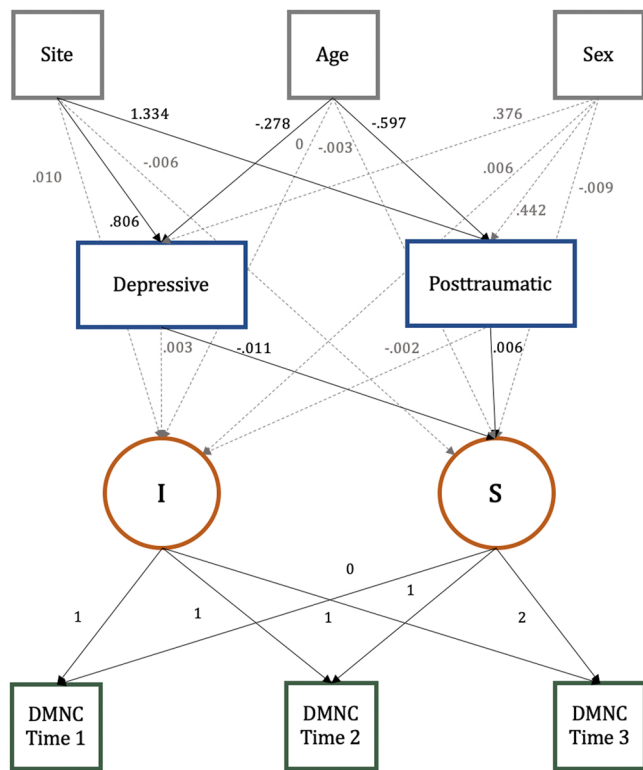 Site
Age
Sex
1.334
-.278
-.597
.376
0
-.003
-.006
.006
.010
-.009
.442
.806
Depressive
Posttraumatic
.003
-.011
-.002
.006
I
S
0
1
1
1
1
2
DMNC
Time 1
DMNC
Time 2
DMNC
Time 3